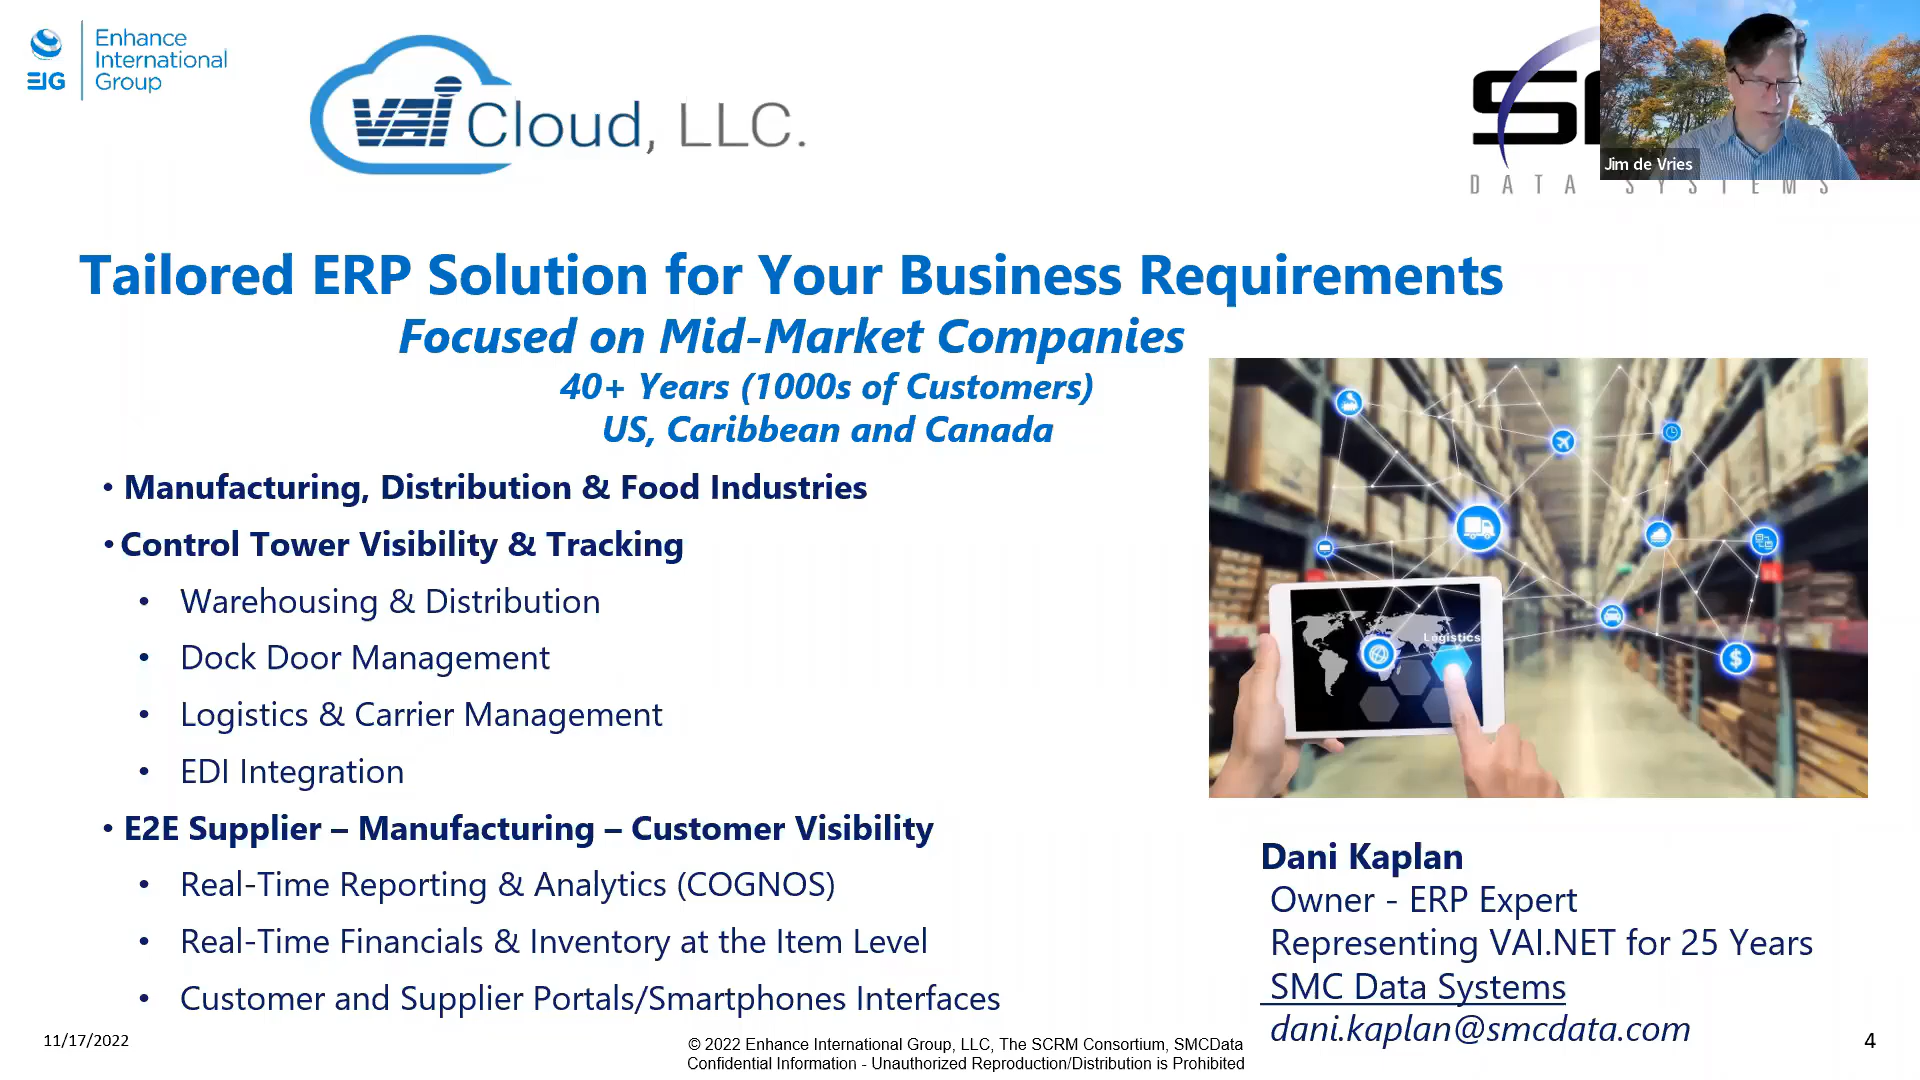 Enhance
International
Group
EIG
vai Cloud, LLC.
DATA SYSTEMS
Jim de Vries
Tailored ERP Solution for Your Business Requirements
Focused on Mid-Market Companies
40+ Years (1000s of Customers)
US, Caribbean and Canada
• Manufacturing, Distribution & Food Industries
• Control Tower Visibility & Tracking
• Warehousing & Distribution
• Dock Door Management
• Logistics & Carrier Management
• EDI Integration
• E2E Supplier – Manufacturing – Customer Visibility
• Real-Time Reporting & Analytics (COGNOS)
• Real-Time Financials & Inventory at the Item Level
• Customer and Supplier Portals/Smartphones Interfaces
Logistics
Dani Kaplan
Owner - ERP Expert
Representing VAI.NET for 25 Years
SMC Data Systems
dani.kaplan@smcdata.com
11/17/2022
© 2022 Enhance International Group, LLC, The SCRM Consortium, SMCData
Confidential Information - Unauthorized Reproduction/Distribution is Prohibited
4